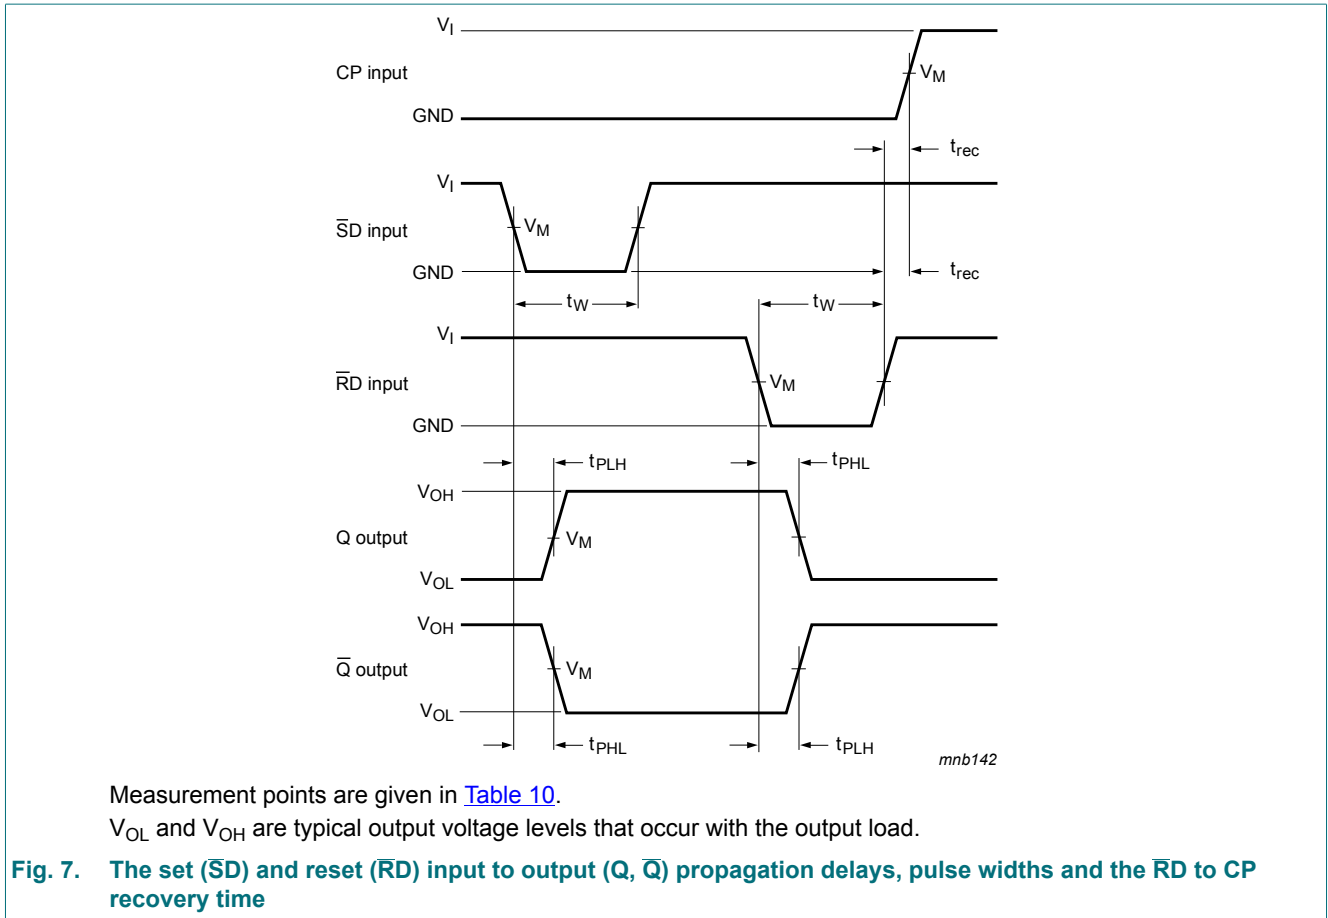 VI
CP input
VM
GND
trec
VI
S̅D input
VM
GND
trec
tW
tW
VI
R̅D input
VM
GND
tPLH
tPHL
VOH
Q output
VM
VOL
VOH
Q̅ output
VM
VOL
tPHL
tPLH
mnb142
Measurement points are given in Table 10.
VOL and VOH are typical output voltage levels that occur with the output load.
Fig. 7. The set (S̅D) and reset (R̅D) input to output (Q, Q̅) propagation delays, pulse widths and the R̅D to CP
recovery time